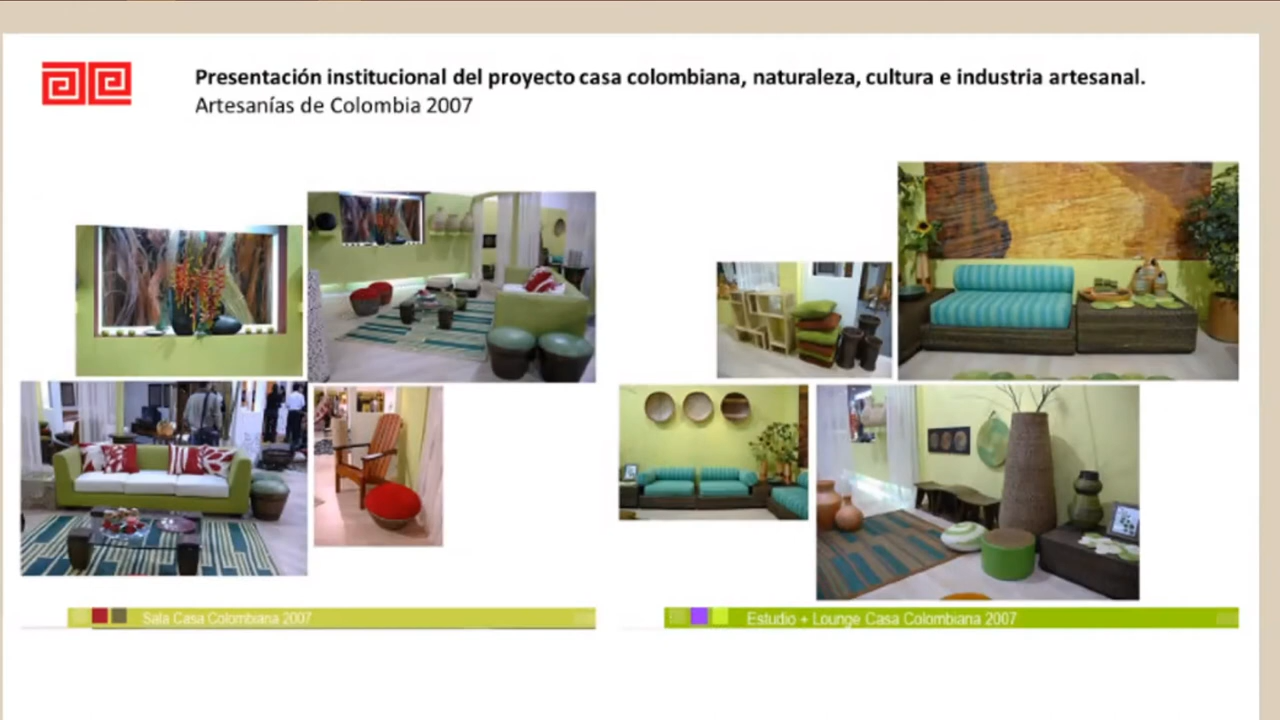 Presentación institucional del proyecto casa colombiana, naturaleza, cultura e industria artesanal.
Artesanías de Colombia 2007
Sala Casa Colombiana 2007
Estudio + Lounge Casa Colombiana 2007